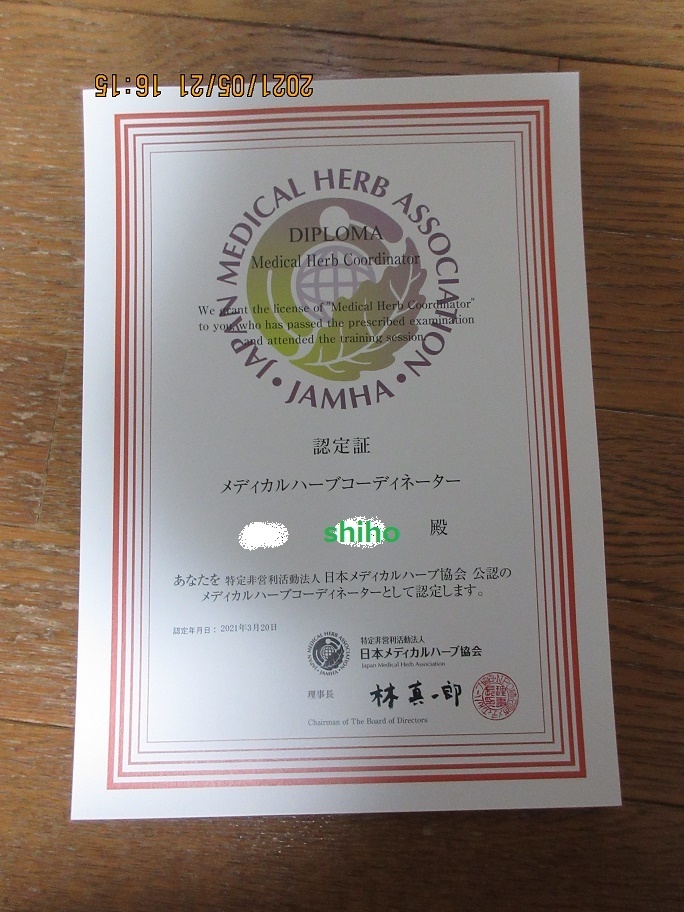 2021/05/21 16:15
JAPAN MEDICAL HERB ASSOCIATION
• JAMHA •
DIPLOMA
Medical Herb Coordinator
We grant the license of "Medical Herb Coordinator"
to you who has passed the prescribed examination
and attended the training session.
認定証
メディカルハーブコーディネーター
shiho 殿
あなたを 特定非営利活動法人 日本メディカルハーブ協会 公認の
メディカルハーブコーディネーターとして認定します。
認定年月日：2021年3月20日
JAPAN MEDICAL HERB ASSOCIATION
• JAMHA •
特定非営利活動法人
日本メディカルハーブ協会
Japan Medical Herb Association
理事長 林真一郎
Chairman of The Board of Directors